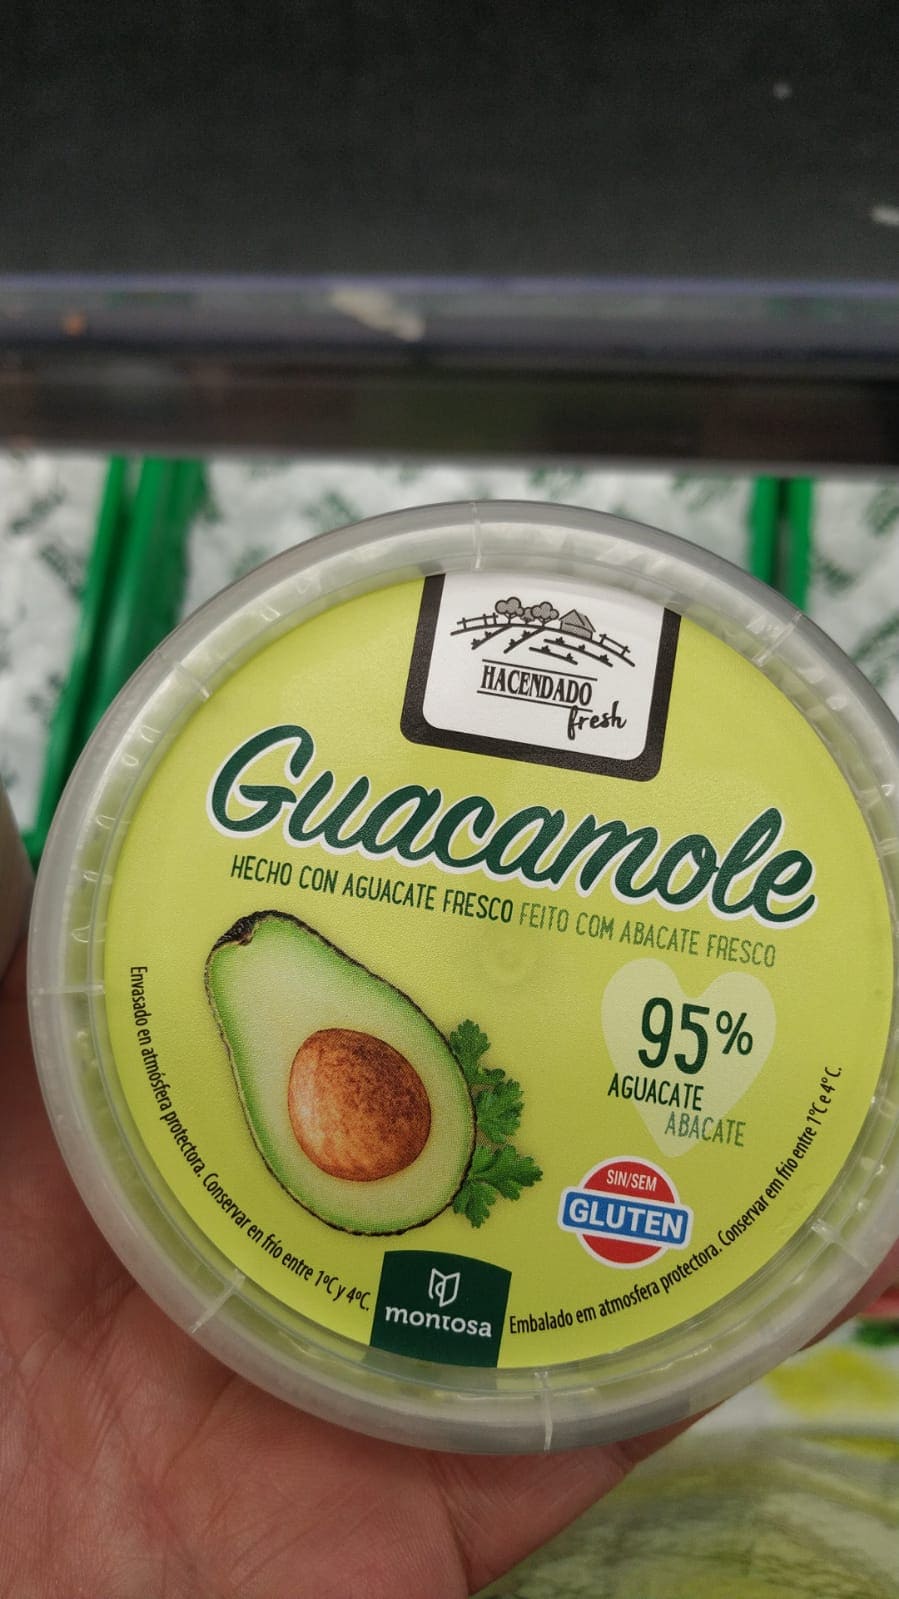 HACENDADO
fresh
Guacamole
HECHO CON AGUACATE FRESCO FEITO COM ABACATE FRESCO
95%
AGUACATE
ABACATE
SIN/SEM
GLUTEN
Envasado en atmósfera protectora. Conservar en frío entre 1ºC y 4ºC.
montosa
Embalado em atmosfera protectora. Conservar em frio entre 1ºC e 4ºC.